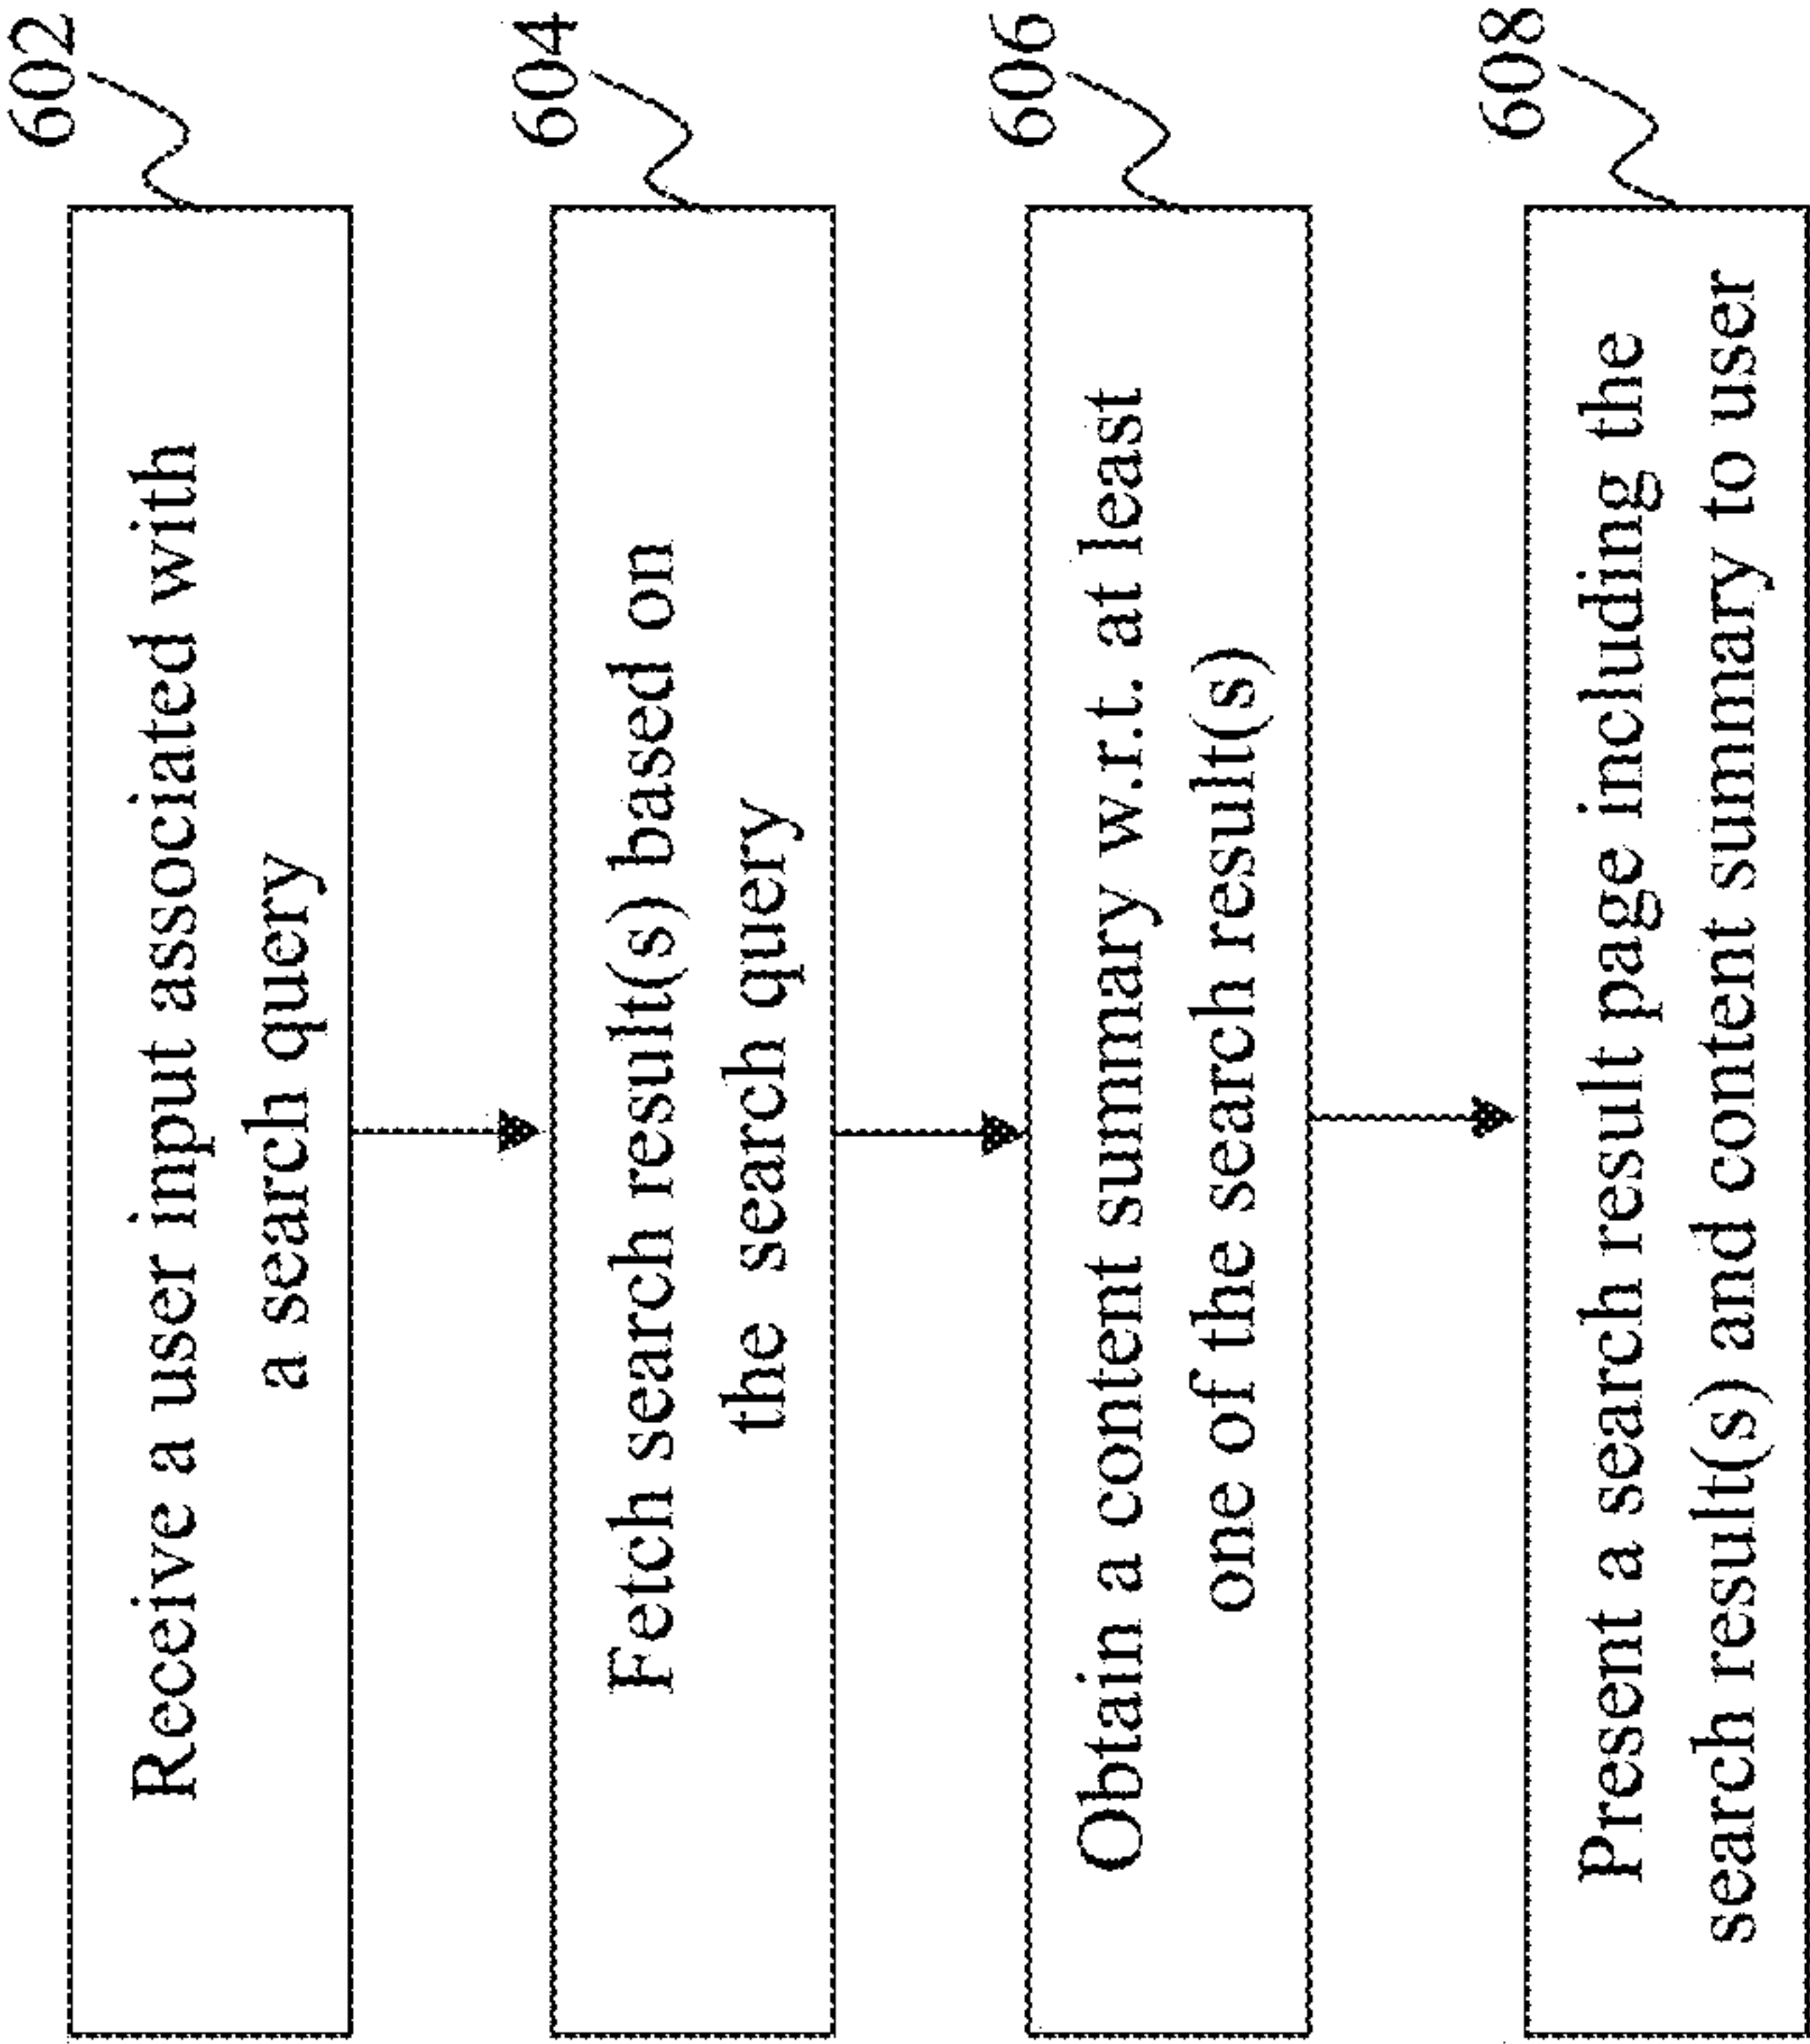 602
Receive a user input associated with
a search query
604
Fetch search result(s) based on
the search query
606
Obtain a content summary w.r.t. at least
one of the search result(s)
608
Present a search result page including the
search result(s) and content summary to user